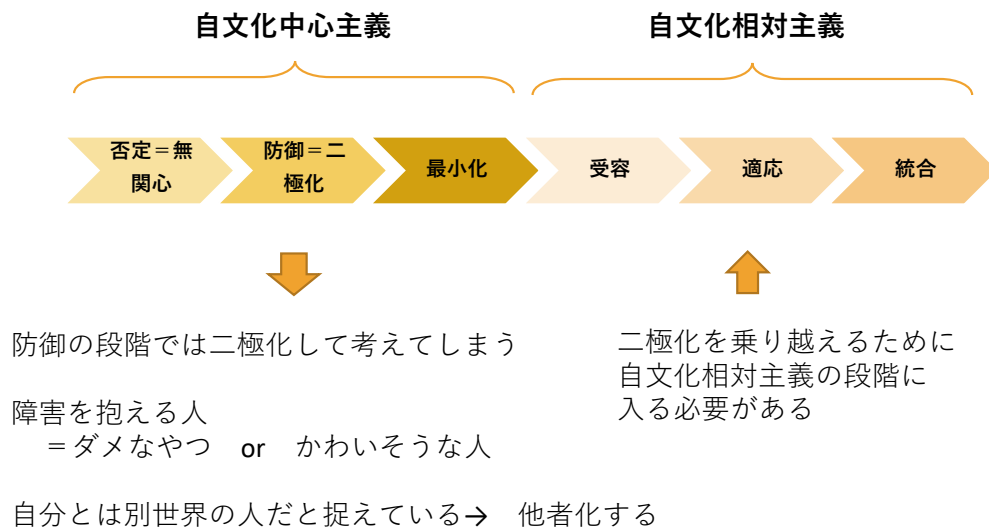 自文化中心主義
自文化相対主義
否定＝無
関心
防御＝二
極化
最小化
受容
適応
統合
防御の段階では二極化して考えてしまう
障害を抱える人
＝ダメなやつ　or　かわいそうな人
自分とは別世界の人だと捉えている→　他者化する
二極化を乗り越えるために
自文化相対主義の段階に
入る必要がある